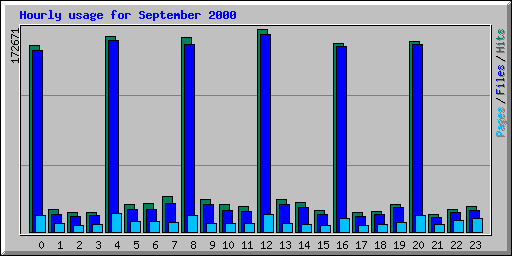 Hourly usage for September 2000
172671
Pages / Files / Hits
0 1 2 3 4 5 6 7 8 9 10 11 12 13 14 15 16 17 18 19 20 21 22 23